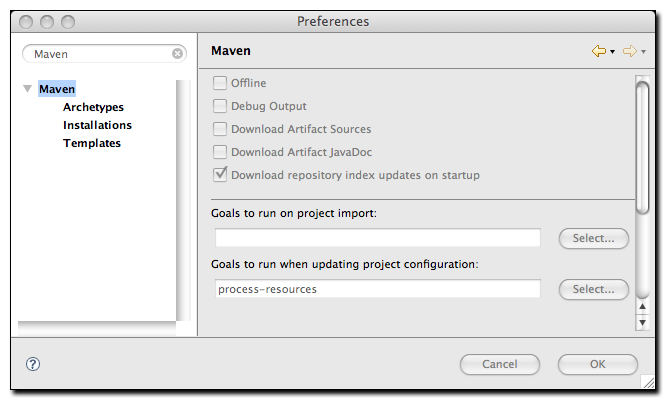 Preferences
Maven
Maven
Maven
Archetypes
Installations
Templates
Offline
Debug Output
Download Artifact Sources
Download Artifact JavaDoc
Download repository index updates on startup
Goals to run on project import:
Select...
Goals to run when updating project configuration:
process-resources
Select...
?
Cancel
OK